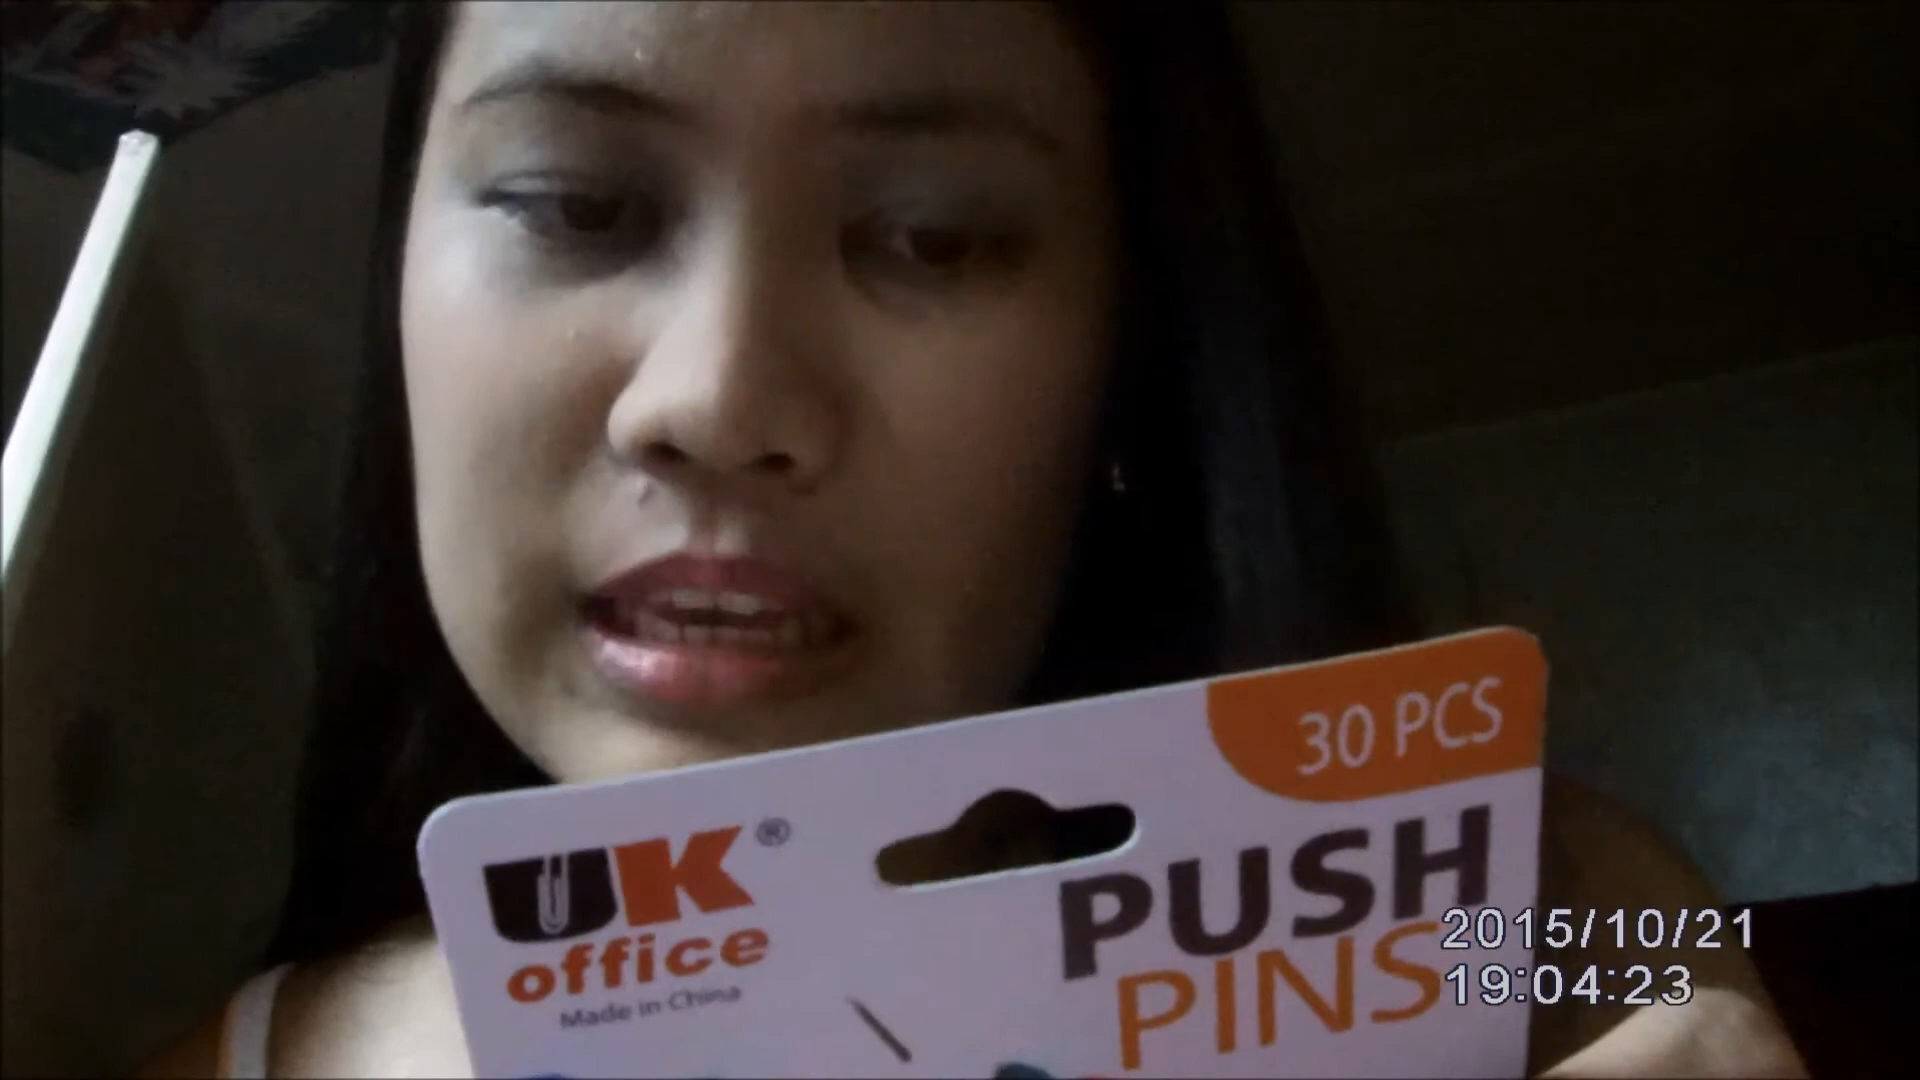 30 PCS
UK®
office
Made in China
PUSH
PINS
2015/10/21
19:04:23